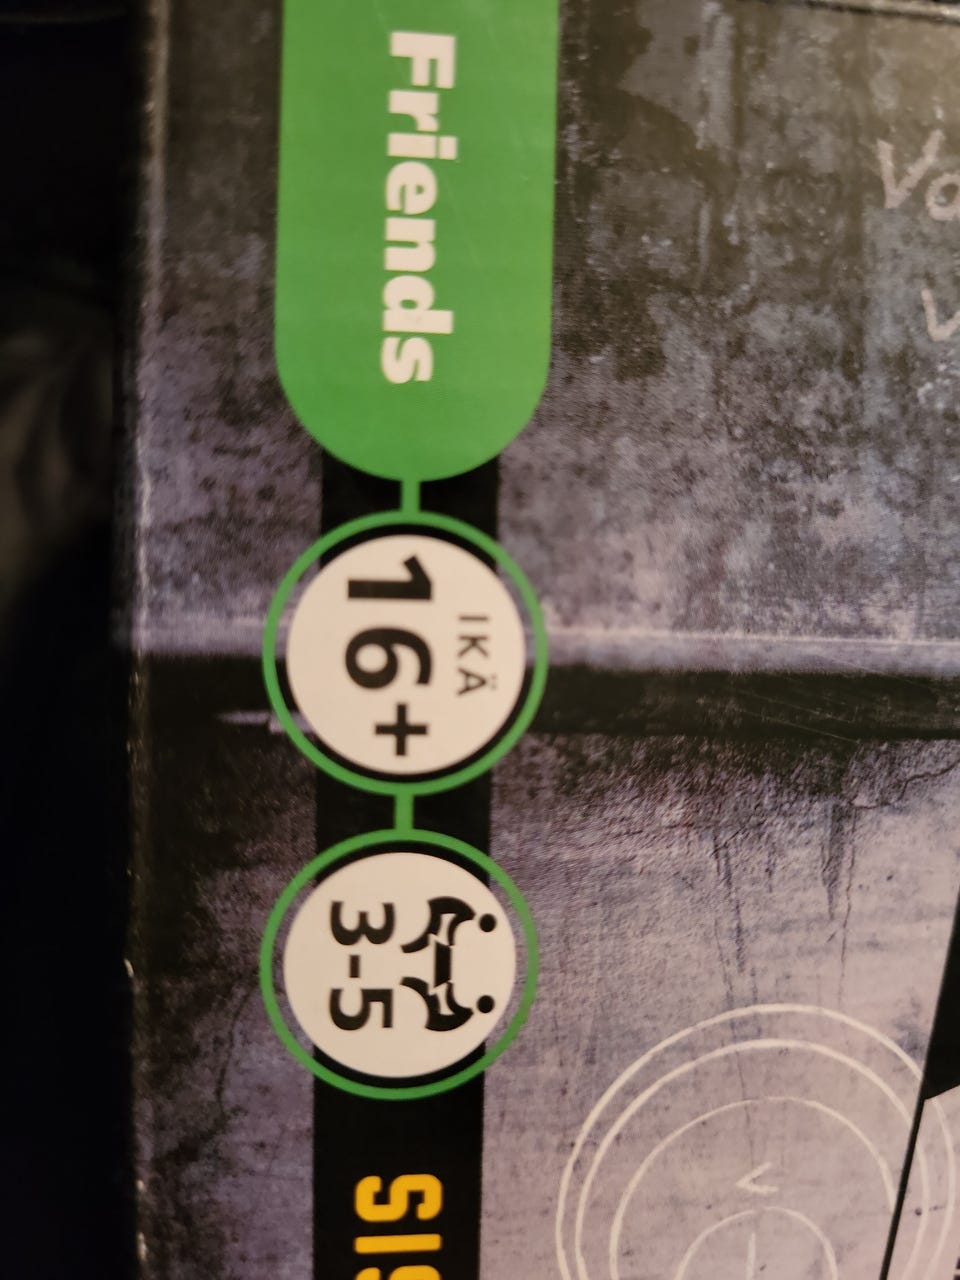 Friends
IKÄ
16+
3-5